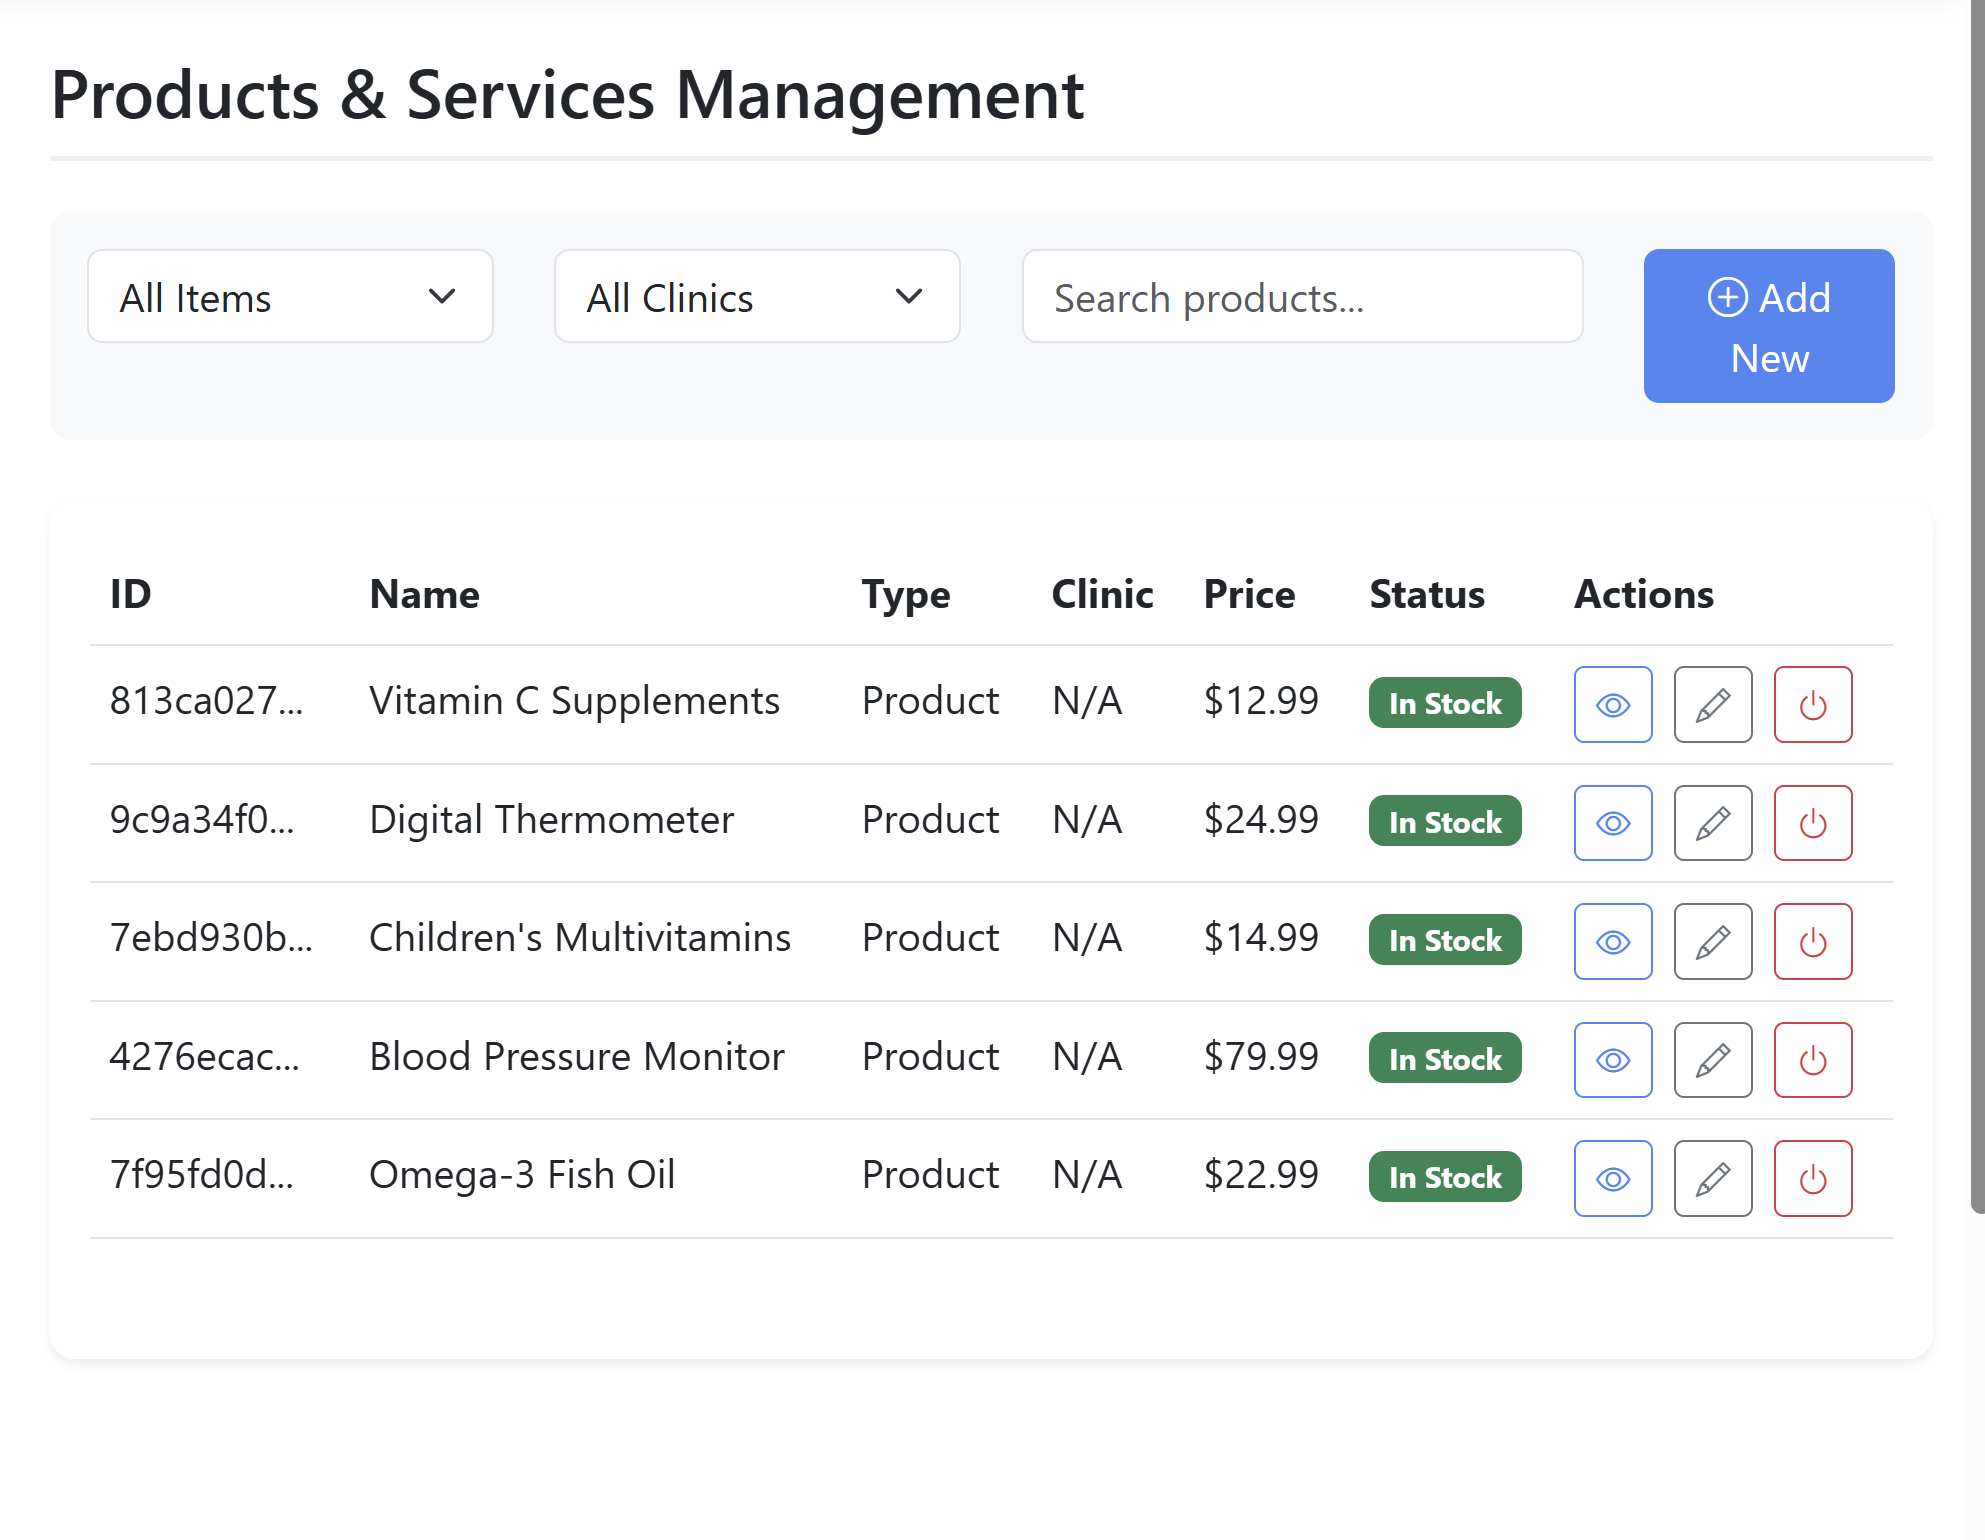 Products & Services Management
All Items All Clinics Search products... Add New
ID Name Type Clinic Price Status Actions
813ca027... Vitamin C Supplements Product N/A $12.99 In Stock
9c9a34f0... Digital Thermometer Product N/A $24.99 In Stock
7ebd930b... Children's Multivitamins Product N/A $14.99 In Stock
4276ecac... Blood Pressure Monitor Product N/A $79.99 In Stock
7f95fd0d... Omega-3 Fish Oil Product N/A $22.99 In Stock